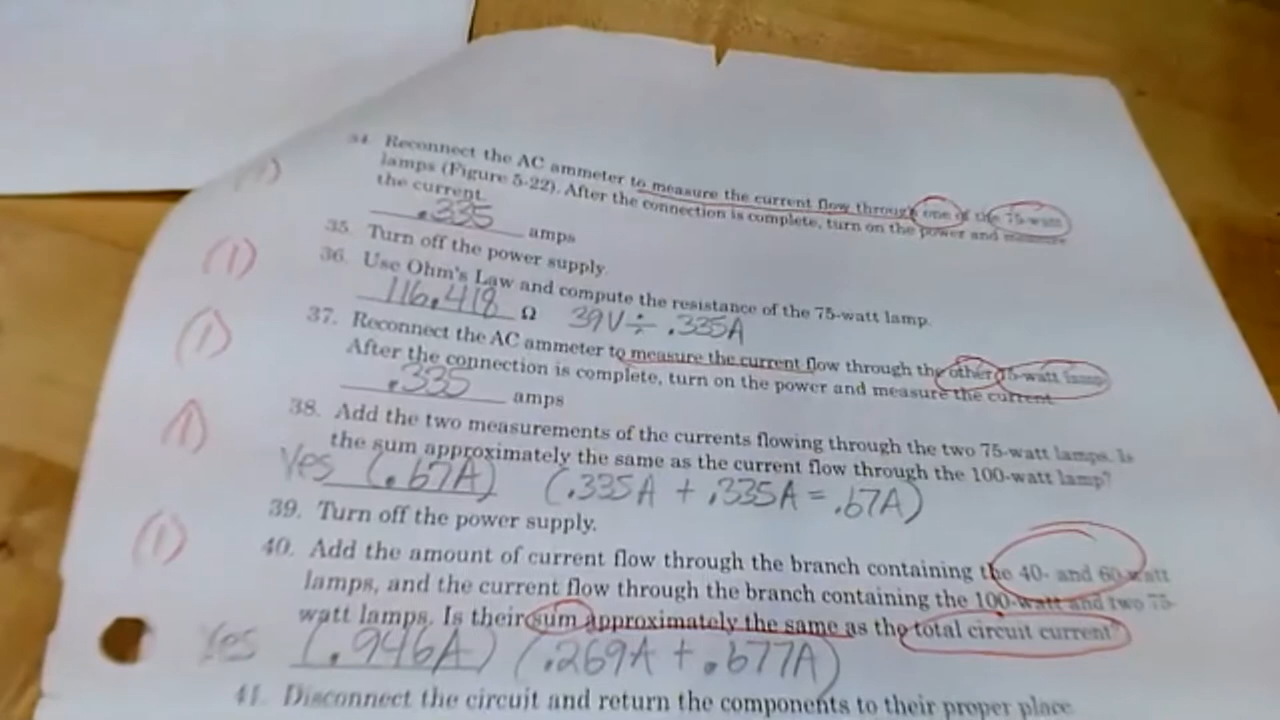 34. Reconnect the AC ammeter to measure the current flow through one of the 75-watt
(1) lamps (Figure 5-22). After the connection is complete, turn on the power and measure
the current.
.335 amps
35. Turn off the power supply.
(1) 36. Use Ohm's Law and compute the resistance of the 75-watt lamp.
116.418 Ω 39V ÷ .335A
(1) 37. Reconnect the AC ammeter to measure the current flow through the other 75-watt lamp.
After the connection is complete, turn on the power and measure the current.
.335 amps
(1) 38. Add the two measurements of the currents flowing through the two 75-watt lamps. Is
the sum approximately the same as the current flow through the 100-watt lamp?
Yes (.67A) (.335A + .335A = .67A)
39. Turn off the power supply.
(1) 40. Add the amount of current flow through the branch containing the 40- and 60-watt
lamps, and the current flow through the branch containing the 100-watt and two 75-
watt lamps. Is their sum approximately the same as the total circuit current?
Yes (.946A) (.269A + .677A)
41. Disconnect the circuit and return the components to their proper place.